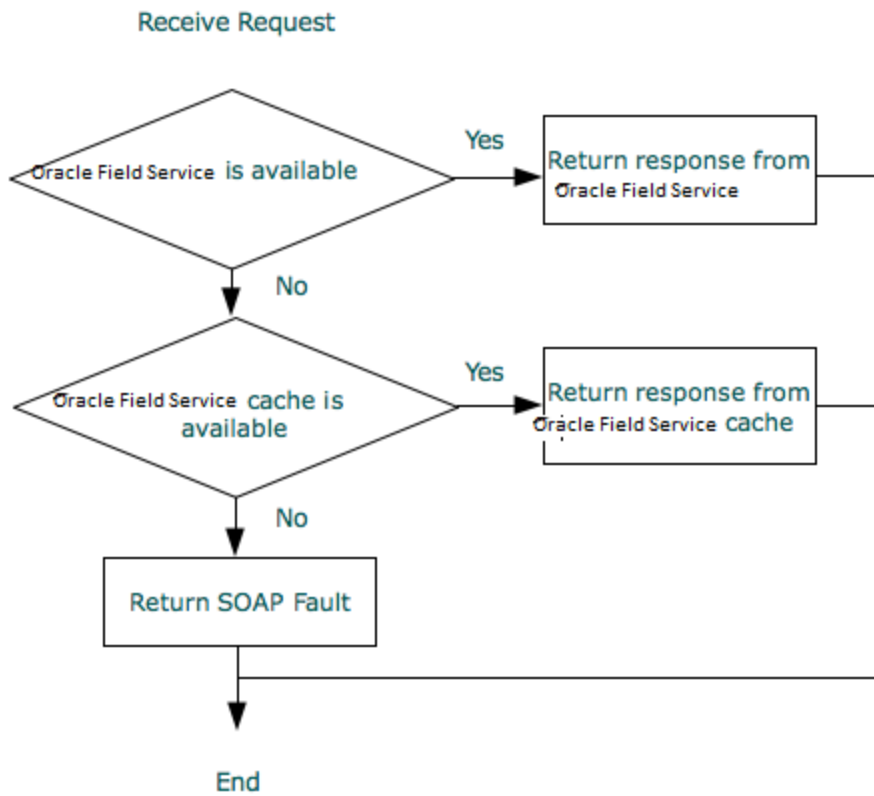 Receive Request
Oracle Field Service is available
Yes
Return response from
Oracle Field Service
No
Oracle Field Service cache is
available
Yes
Return response from
Oracle Field Service cache
No
Return SOAP Fault
End